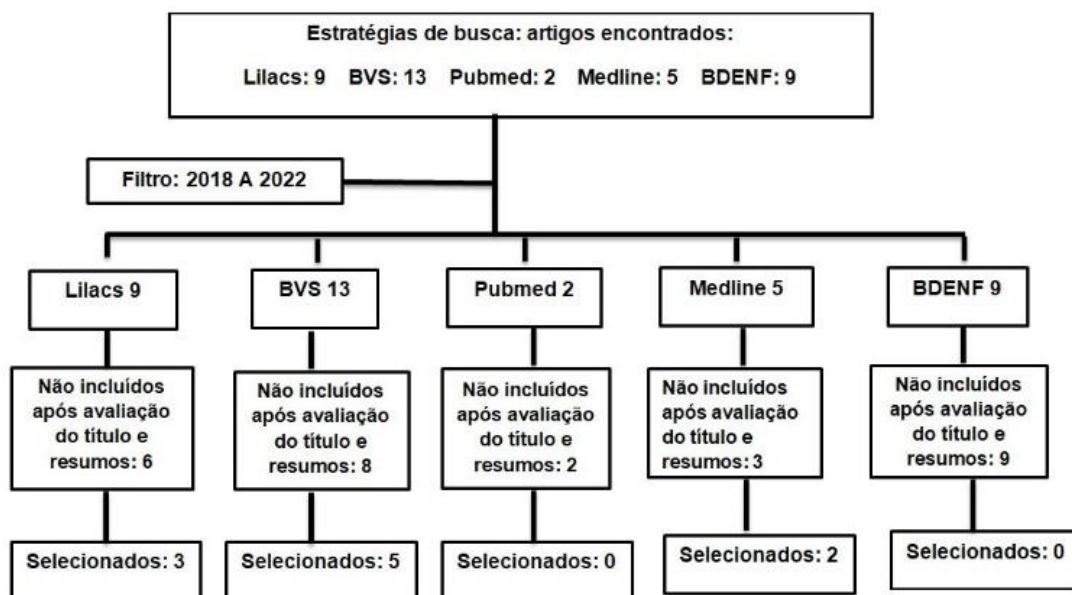 Estratégias de busca: artigos encontrados:
Lilacs: 9 BVS: 13 Pubmed: 2 Medline: 5 BDENF: 9
Filtro: 2018 A 2022
Lilacs 9
BVS 13
Pubmed 2
Medline 5
BDENF 9
Não incluídos
após avaliação
do título e
resumos: 6
Não incluídos
após avaliação
do título e
resumos: 8
Não incluídos
após avaliação
do título e
resumos: 2
Não incluídos
após avaliação
do título e
resumos: 3
Não incluídos
após avaliação
do título e
resumos: 9
Selecionados: 3
Selecionados: 5
Selecionados: 0
Selecionados: 2
Selecionados: 0